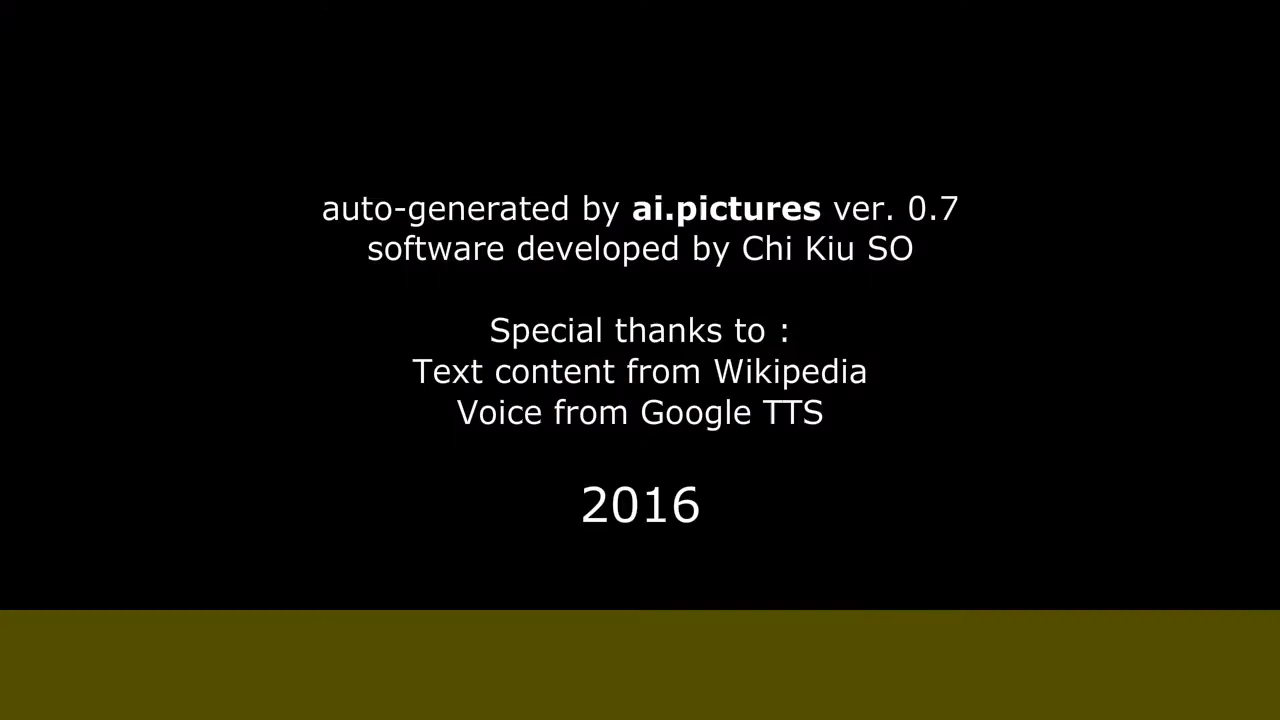 auto-generated by ai.pictures ver. 0.7
software developed by Chi Kiu SO
Special thanks to :
Text content from Wikipedia
Voice from Google TTS
2016